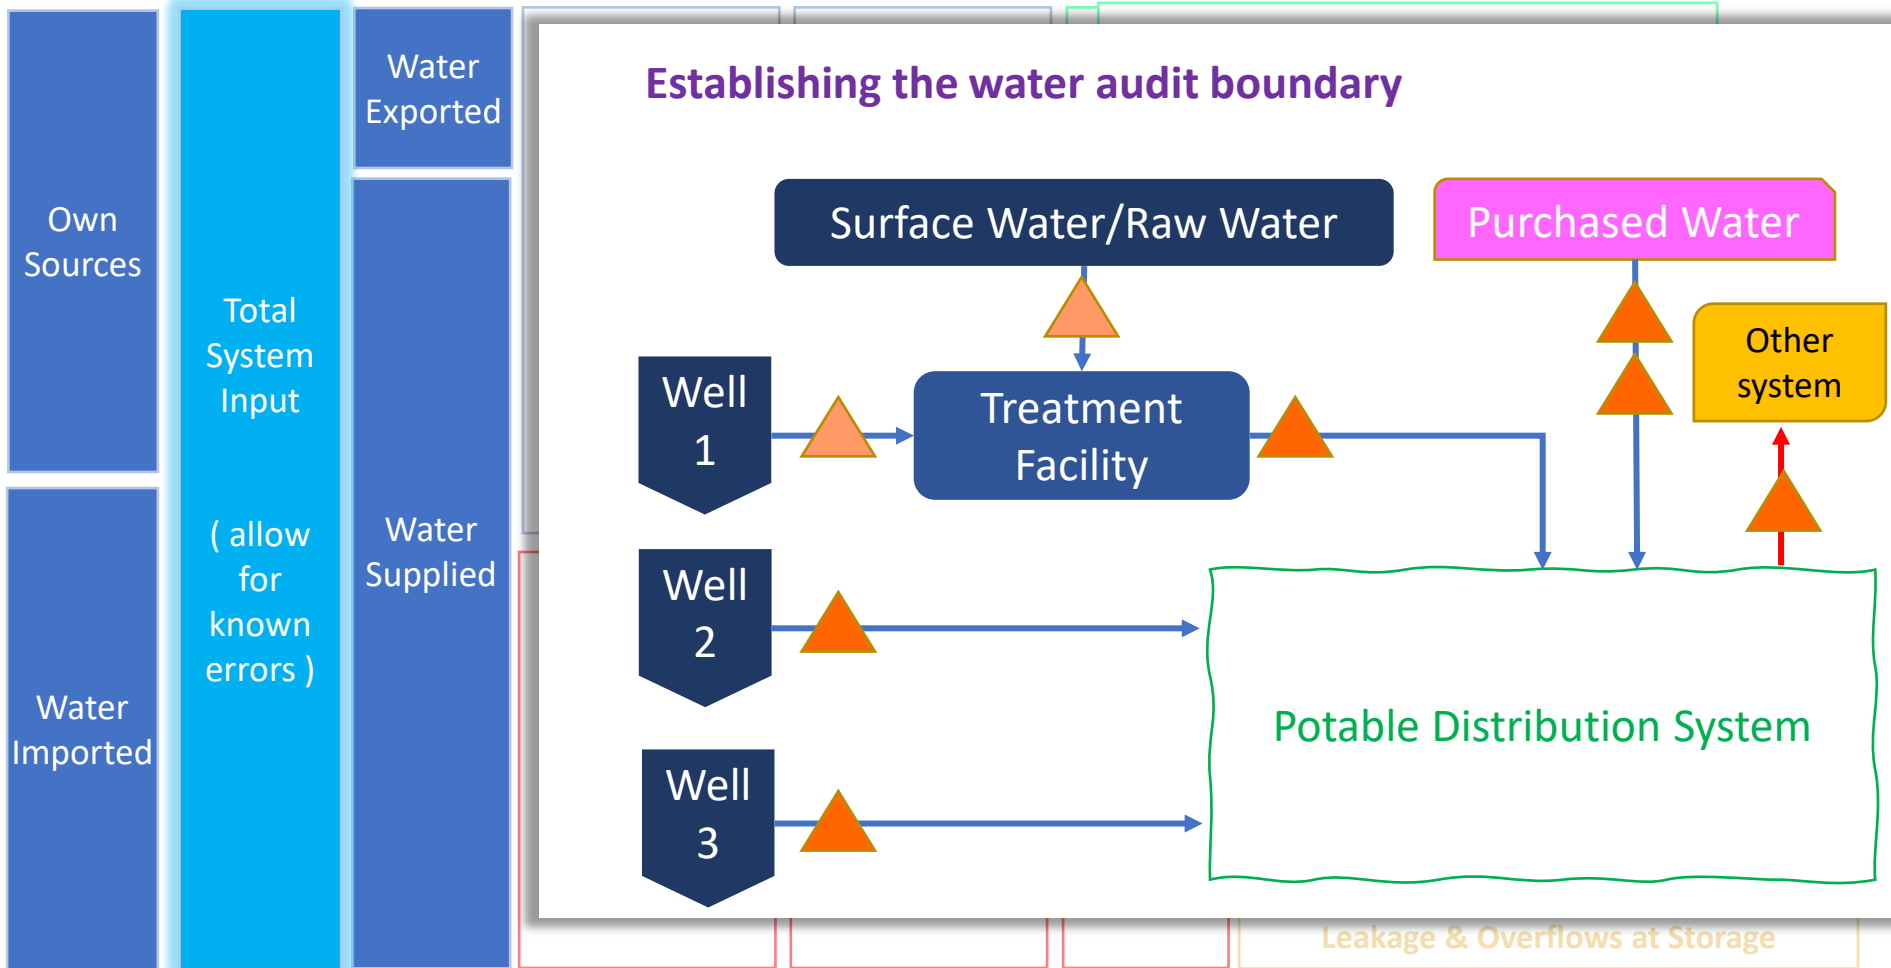 Own
Sources
Water
Imported
Total
System
Input
( allow
for
known
errors )
Water
Exported
Water
Supplied
Establishing the water audit boundary
Surface Water/Raw Water
Purchased Water
Other
system
Well
1
Treatment
Facility
Well
2
Well
3
Potable Distribution System
Leakage & Overflows at Storage